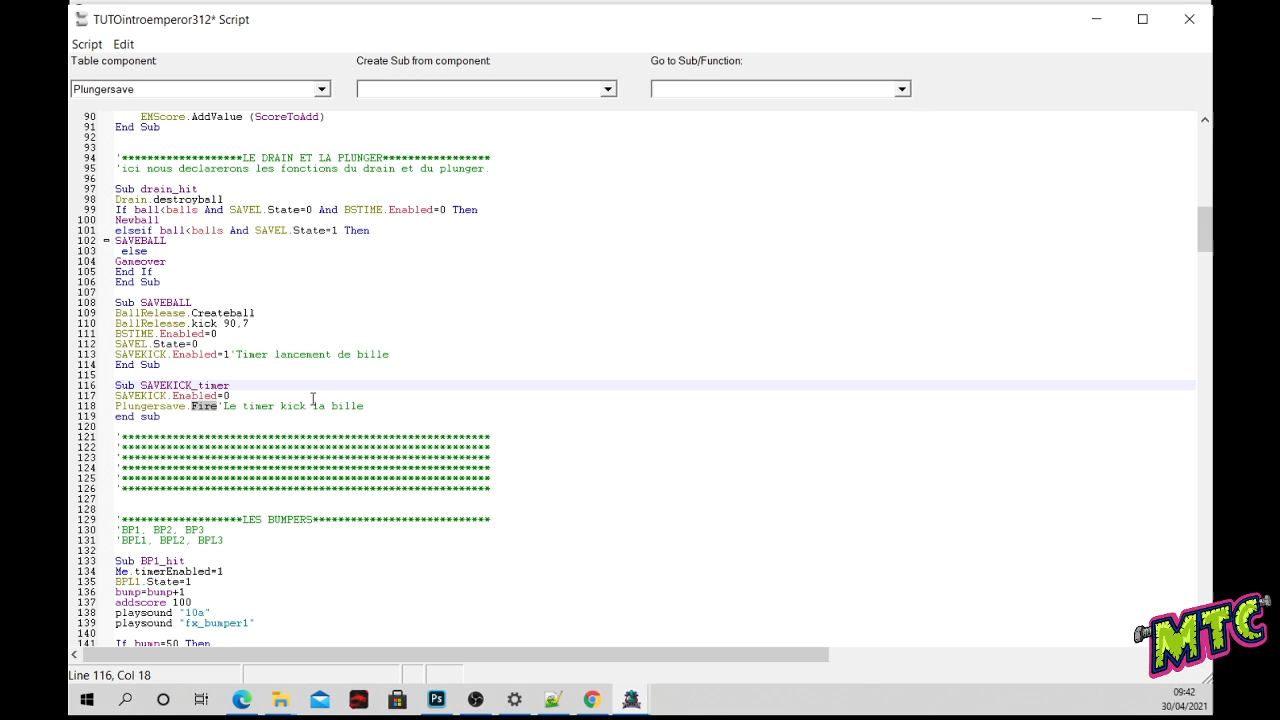 TUTOintroemperor312* Script
Script Edit
Table component: Create Sub from component: Go to Sub/Function:
Plungersave
90 EMScore.AddValue (ScoreToAdd)
91 End Sub
92
93
94 '*******************LE DRAIN ET LA PLUNGER*****************
95 'ici nous declarerons les fonctions du drain et du plunger.
96
97 Sub drain_hit
98 Drain.destroyball
99 If ball<balls And SAVEL.State=0 And BSTIME.Enabled=0 Then
100 Newball
101 elseif ball<balls And SAVEL.State=1 Then
102 SAVEBALL
103 else
104 Gameover
105 End If
106 End Sub
107
108 Sub SAVEBALL
109 BallRelease.Createball
110 BallRelease.kick 90,7
111 BSTIME.Enabled=0
112 SAVEL.State=0
113 SAVEKICK.Enabled=1'Timer lancement de bille
114 End Sub
115
116 Sub SAVEKICK_timer
117 SAVEKICK.Enabled=0
118 Plungersave.Fire'Le timer kick la bille
119 end sub
120
121 '**********************************************************
122 '**********************************************************
123 '**********************************************************
124 '**********************************************************
125 '**********************************************************
126 '**********************************************************
127
128
129 '*******************LES BUMPERS****************************
130 'BP1, BP2, BP3
131 'BPL1, BPL2, BPL3
132
133 Sub BP1_hit
134 Me.timerEnabled=1
135 BPL1.State=1
136 bump=bump+1
137 addscore 100
138 playsound "10a"
139 playsound "fx_bumper1"
140
141 If bump=50 Then
MTC
Line 116, Col 18
Ps
09:42
30/04/2021